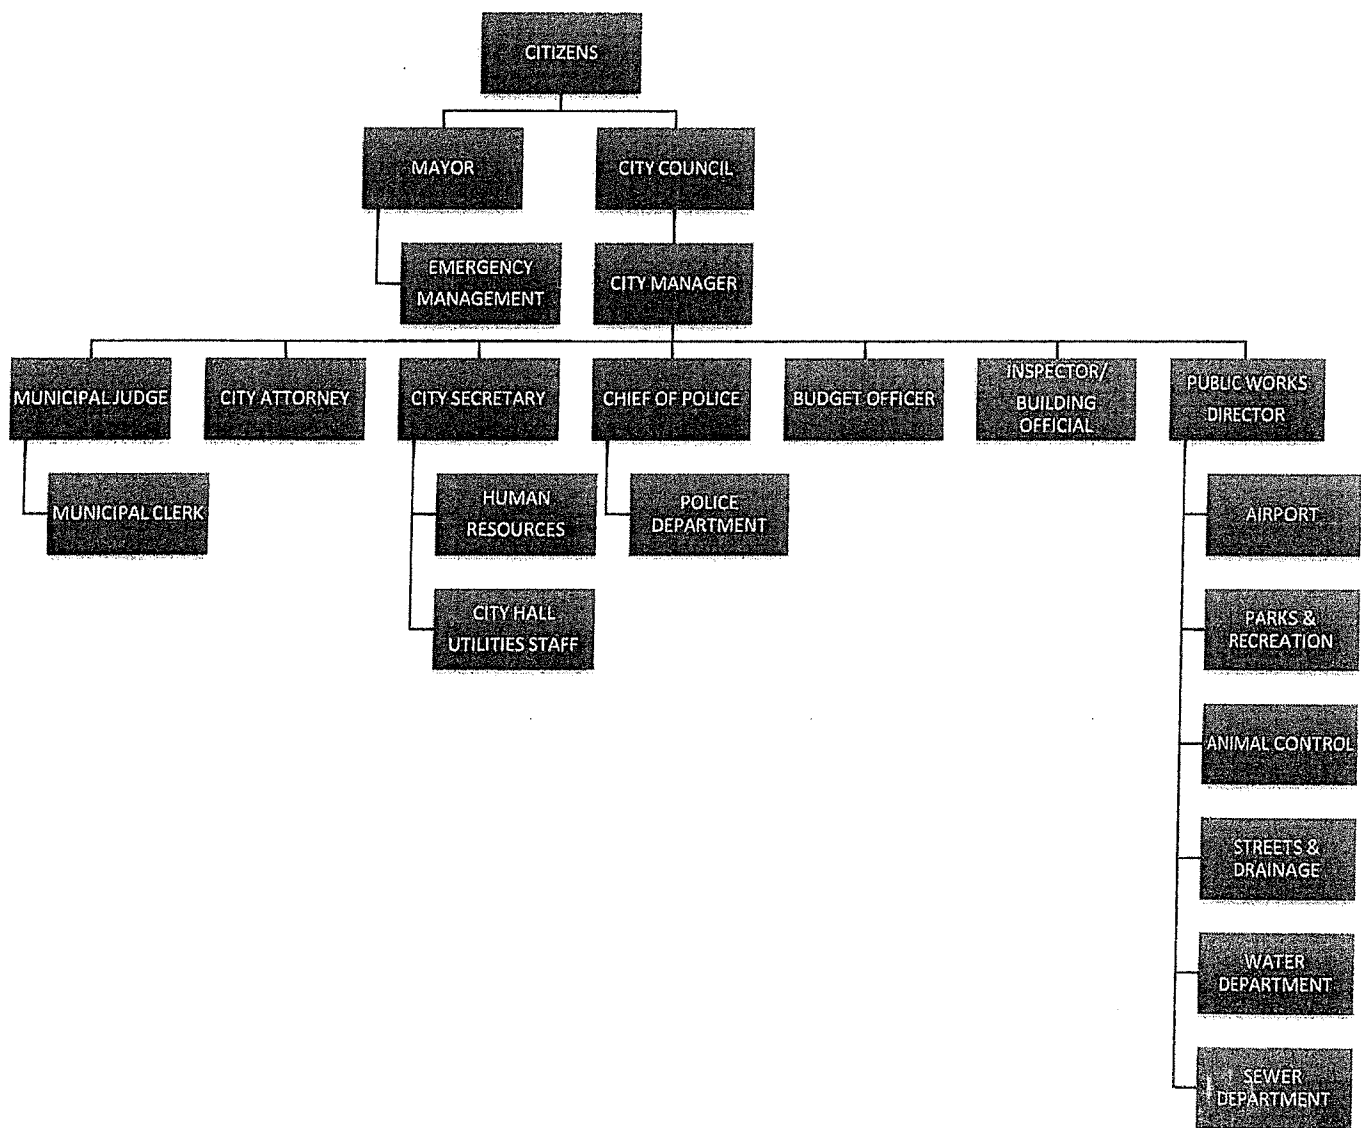 CITIZENS
MAYOR
CITY COUNCIL
EMERGENCY
MANAGEMENT
CITY MANAGER
MUNICIPAL JUDGE
CITY ATTORNEY
CITY SECRETARY
CHIEF OF POLICE
BUDGET OFFICER
INSPECTOR/
BUILDING
OFFICIAL
PUBLIC WORKS
DIRECTOR
MUNICIPAL CLERK
HUMAN
RESOURCES
POLICE
DEPARTMENT
AIRPORT
CITY HALL
UTILITIES STAFF
PARKS &
RECREATION
ANIMAL CONTROL
STREETS &
DRAINAGE
WATER
DEPARTMENT
SEWER
DEPARTMENT